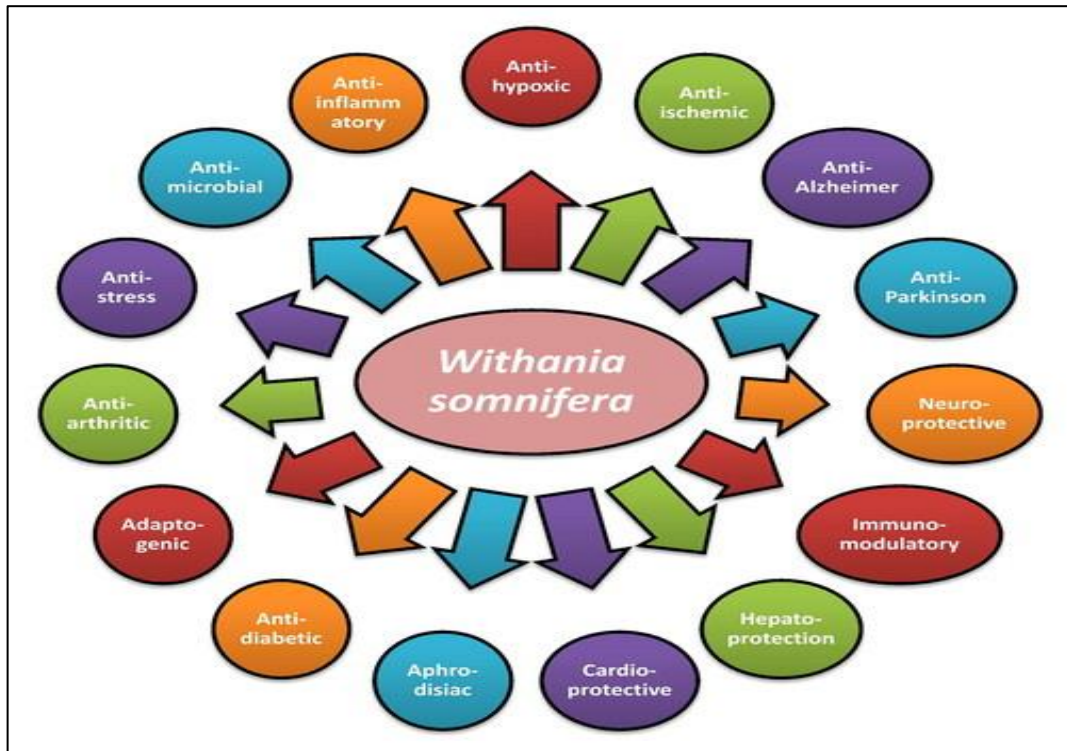 Anti-
hypoxic
Anti-
ischemic
Anti-
Alzheimer
Anti-
Parkinson
Neuro-
protective
Immuno-
modulatory
Hepato-
protection
Cardio-
protective
Aphro-
disiac
Anti-
diabetic
Adapto-
genic
Anti-
arthritic
Anti-
stress
Anti-
microbial
Anti-
inflamm
atory
Withania
somnifera